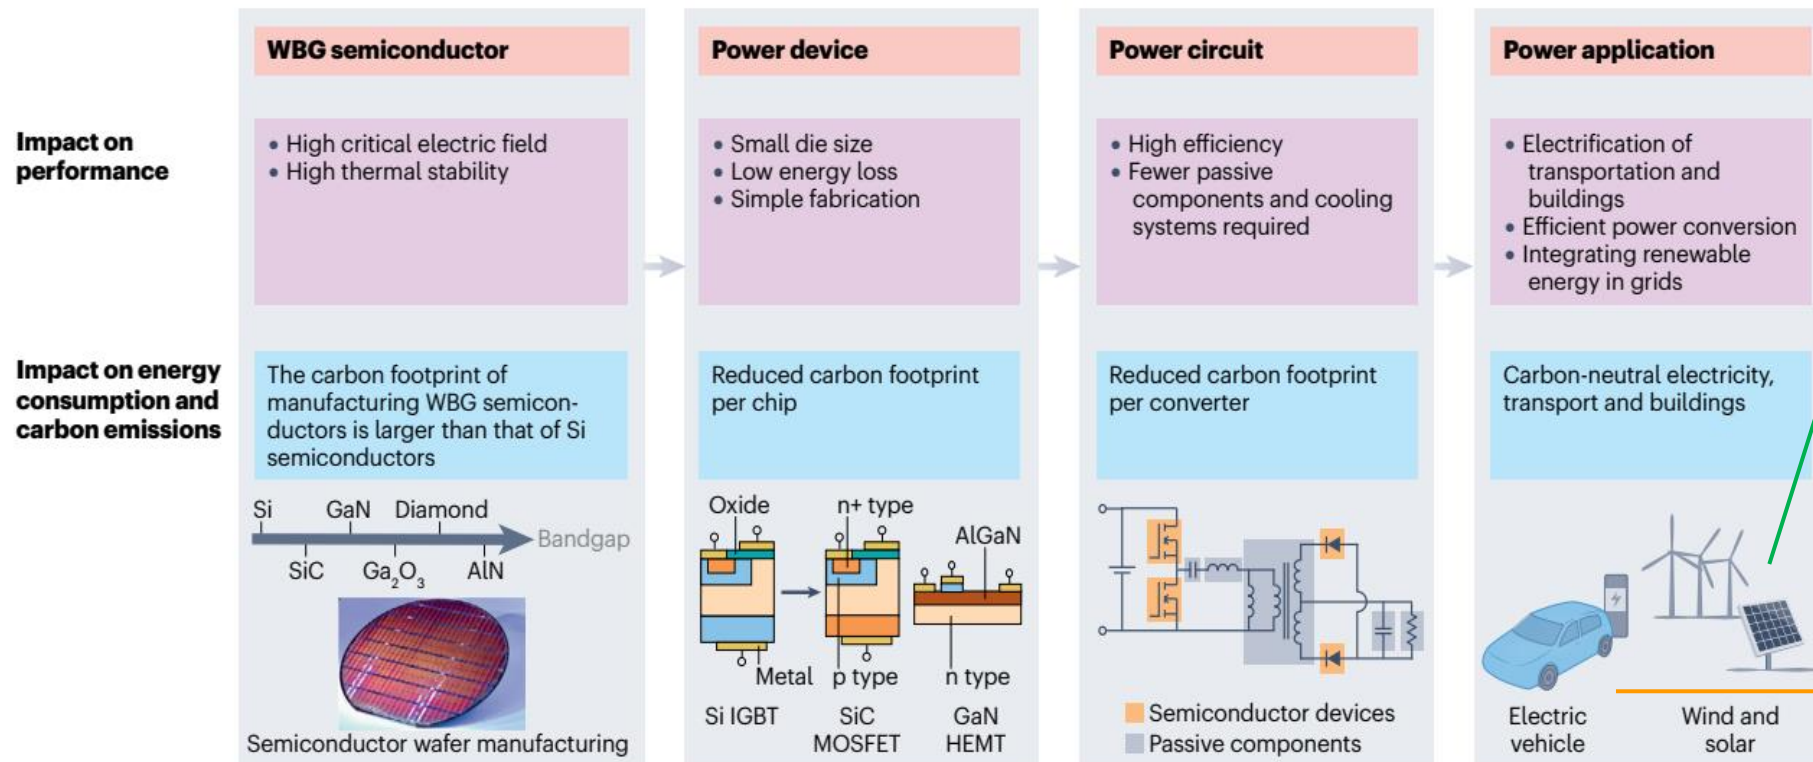 WBG semiconductor
Power device
Power circuit
Power application
Impact on
performance
• High critical electric field
• High thermal stability
• Small die size
• Low energy loss
• Simple fabrication
• High efficiency
• Fewer passive
components and cooling
systems required
• Electrification of
transportation and
buildings
• Efficient power conversion
• Integrating renewable
energy in grids
Impact on energy
consumption and
carbon emissions
The carbon footprint of
manufacturing WBG semicon-
ductors is larger than that of Si
semiconductors
Reduced carbon footprint
per chip
Reduced carbon footprint
per converter
Carbon-neutral electricity,
transport and buildings
Si GaN Diamond
Bandgap
SiC Ga₂O₃ AlN
Semiconductor wafer manufacturing
Oxide n+ type
AlGaN
Metal p type n type
Si IGBT
SiC
MOSFET
GaN
HEMT
Semiconductor devices
Passive components
Electric
vehicle
Wind and
solar